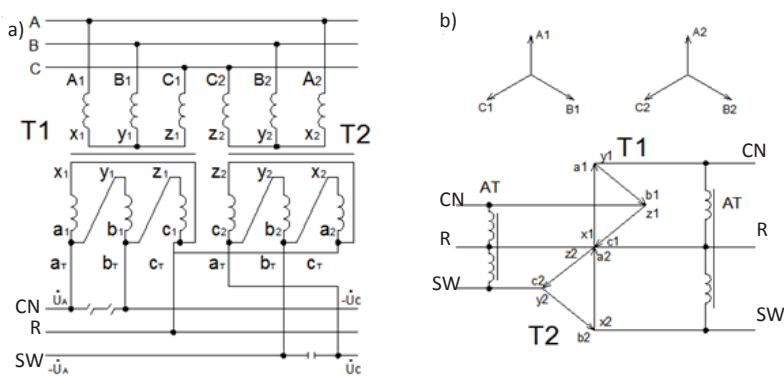 a)
A
B
C
A1 B1 C1 C2 B2 A2
T1 x1 y1 z1 z2 y2 x2 T2
x1 y1 z1 z2 y2 x2
a1 b1 c1 c2 b2 a2
aT bT cT aT bT cT
CN U̇A -U̇C
R
SW -U̇A U̇C
b)
A1 A2
C1 B1 C2 B2
T1
y1 CN
a1
AT b1 AT
CN z1
x1
R c1 R
z2 a2
SW c2
y2
T2 x2 SW
b2